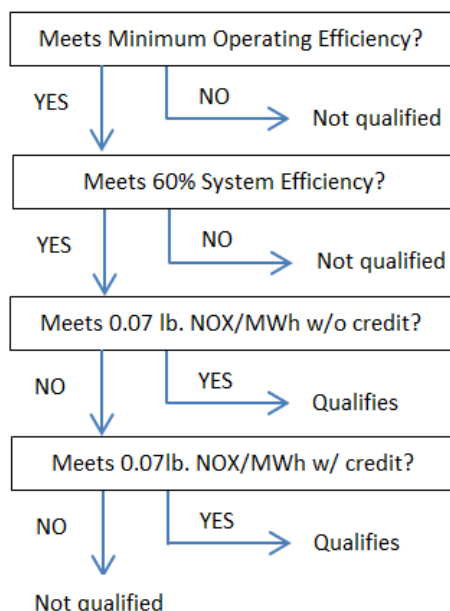 Meets Minimum Operating Efficiency?
YES
NO
Not qualified
Meets 60% System Efficiency?
YES
NO
Not qualified
Meets 0.07 lb. NOX/MWh w/o credit?
NO
YES
Qualifies
Meets 0.07lb. NOX/MWh w/ credit?
NO
YES
Qualifies
Not qualified